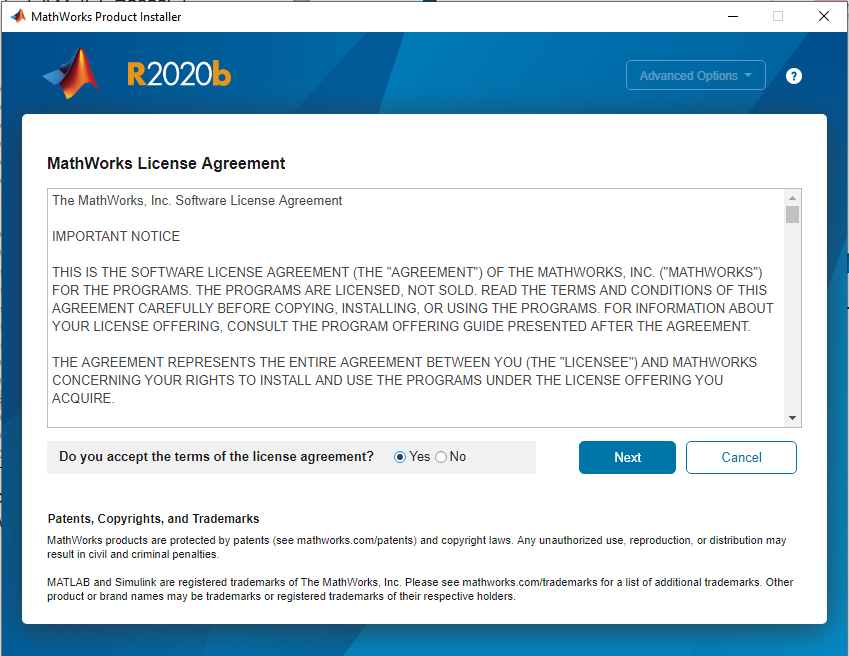 MathWorks Product Installer
R2020b
Advanced Options
?
MathWorks License Agreement
The MathWorks, Inc. Software License Agreement
IMPORTANT NOTICE
THIS IS THE SOFTWARE LICENSE AGREEMENT (THE "AGREEMENT") OF THE MATHWORKS, INC. ("MATHWORKS")
FOR THE PROGRAMS. THE PROGRAMS ARE LICENSED, NOT SOLD. READ THE TERMS AND CONDITIONS OF THIS
AGREEMENT CAREFULLY BEFORE COPYING, INSTALLING, OR USING THE PROGRAMS. FOR INFORMATION ABOUT
YOUR LICENSE OFFERING, CONSULT THE PROGRAM OFFERING GUIDE PRESENTED AFTER THE AGREEMENT.
THE AGREEMENT REPRESENTS THE ENTIRE AGREEMENT BETWEEN YOU (THE "LICENSEE") AND MATHWORKS
CONCERNING YOUR RIGHTS TO INSTALL AND USE THE PROGRAMS UNDER THE LICENSE OFFERING YOU
ACQUIRE.
Do you accept the terms of the license agreement? Yes No
Next
Cancel
Patents, Copyrights, and Trademarks
MathWorks products are protected by patents (see mathworks.com/patents) and copyright laws. Any unauthorized use, reproduction, or distribution may
result in civil and criminal penalties.
MATLAB and Simulink are registered trademarks of The MathWorks, Inc. Please see mathworks.com/trademarks for a list of additional trademarks. Other
product or brand names may be trademarks or registered trademarks of their respective holders.